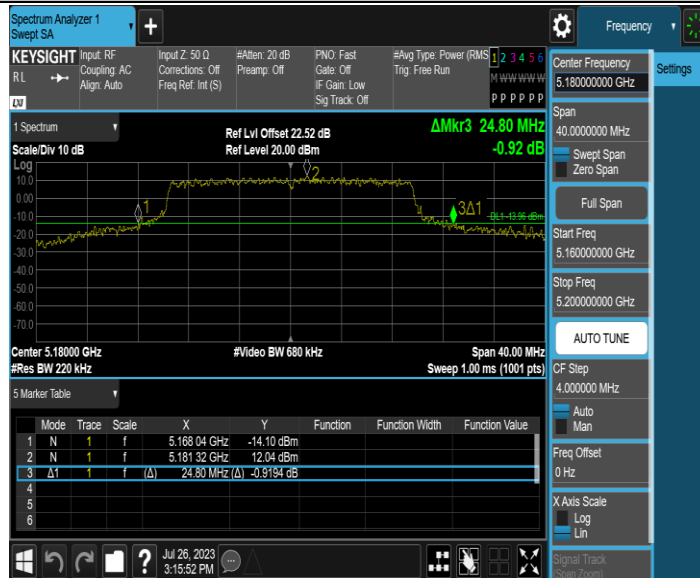 Spectrum Analyzer 1
Swept SA
+
Frequency
KEYSIGHT
RL
LXI
Input: RF
Coupling: AC
Align: Auto
Input Z: 50 Ω
Corrections: Off
Freq Ref: Int (S)
#Atten: 20 dB
Preamp: Off
PNO: Fast
Gate: Off
IF Gain: Low
Sig Track: Off
#Avg Type: Power (RMS
Trig: Free Run
1 2 3 4 5 6
M W W W W W
P P P P P P
1 Spectrum
Scale/Div 10 dB
Ref Lvl Offset 22.52 dB
Ref Level 20.00 dBm
ΔMkr3 24.80 MHz
-0.92 dB
Log
10.0
0.00
-10.0
-20.0
-30.0
-40.0
-50.0
-60.0
-70.0
1
2
3Δ1
DL1 -13.96 dBm
Center 5.18000 GHz
#Res BW 220 kHz
#Video BW 680 kHz
Span 40.00 MHz
Sweep 1.00 ms (1001 pts)
5 Marker Table
Mode Trace Scale X Y Function Function Width Function Value
1 N 1 f 5.168 04 GHz -14.10 dBm
2 N 1 f 5.181 32 GHz 12.04 dBm
3 Δ1 1 f (Δ) 24.80 MHz (Δ) -0.9194 dB
4
5
6
?
Jul 26, 2023
3:15:52 PM
Center Frequency
5.180000000 GHz
Settings
Span
40.0000000 MHz
Swept Span
Zero Span
Full Span
Start Freq
5.160000000 GHz
Stop Freq
5.200000000 GHz
AUTO TUNE
CF Step
4.000000 MHz
Auto
Man
Freq Offset
0 Hz
X Axis Scale
Log
Lin
Signal Track
(Span Zoom)